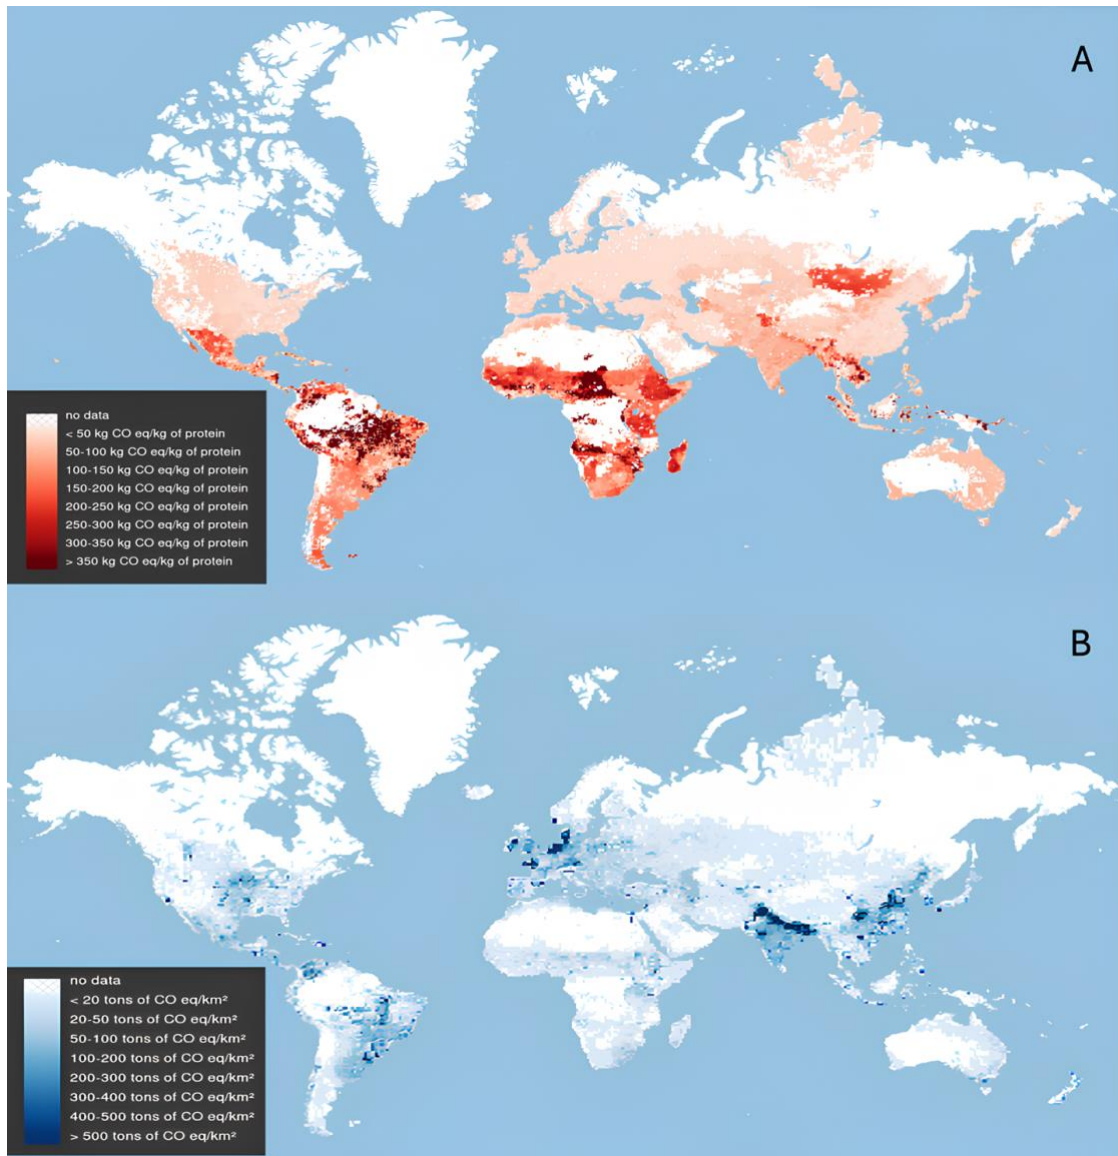 A
no data
< 50 kg CO eq/kg of protein
50-100 kg CO eq/kg of protein
100-150 kg CO eq/kg of protein
150-200 kg CO eq/kg of protein
200-250 kg CO eq/kg of protein
250-300 kg CO eq/kg of protein
300-350 kg CO eq/kg of protein
> 350 kg CO eq/kg of protein
B
no data
< 20 tons of CO eq/km²
20-50 tons of CO eq/km²
50-100 tons of CO eq/km²
100-200 tons of CO eq/km²
200-300 tons of CO eq/km²
300-400 tons of CO eq/km²
400-500 tons of CO eq/km²
> 500 tons of CO eq/km²